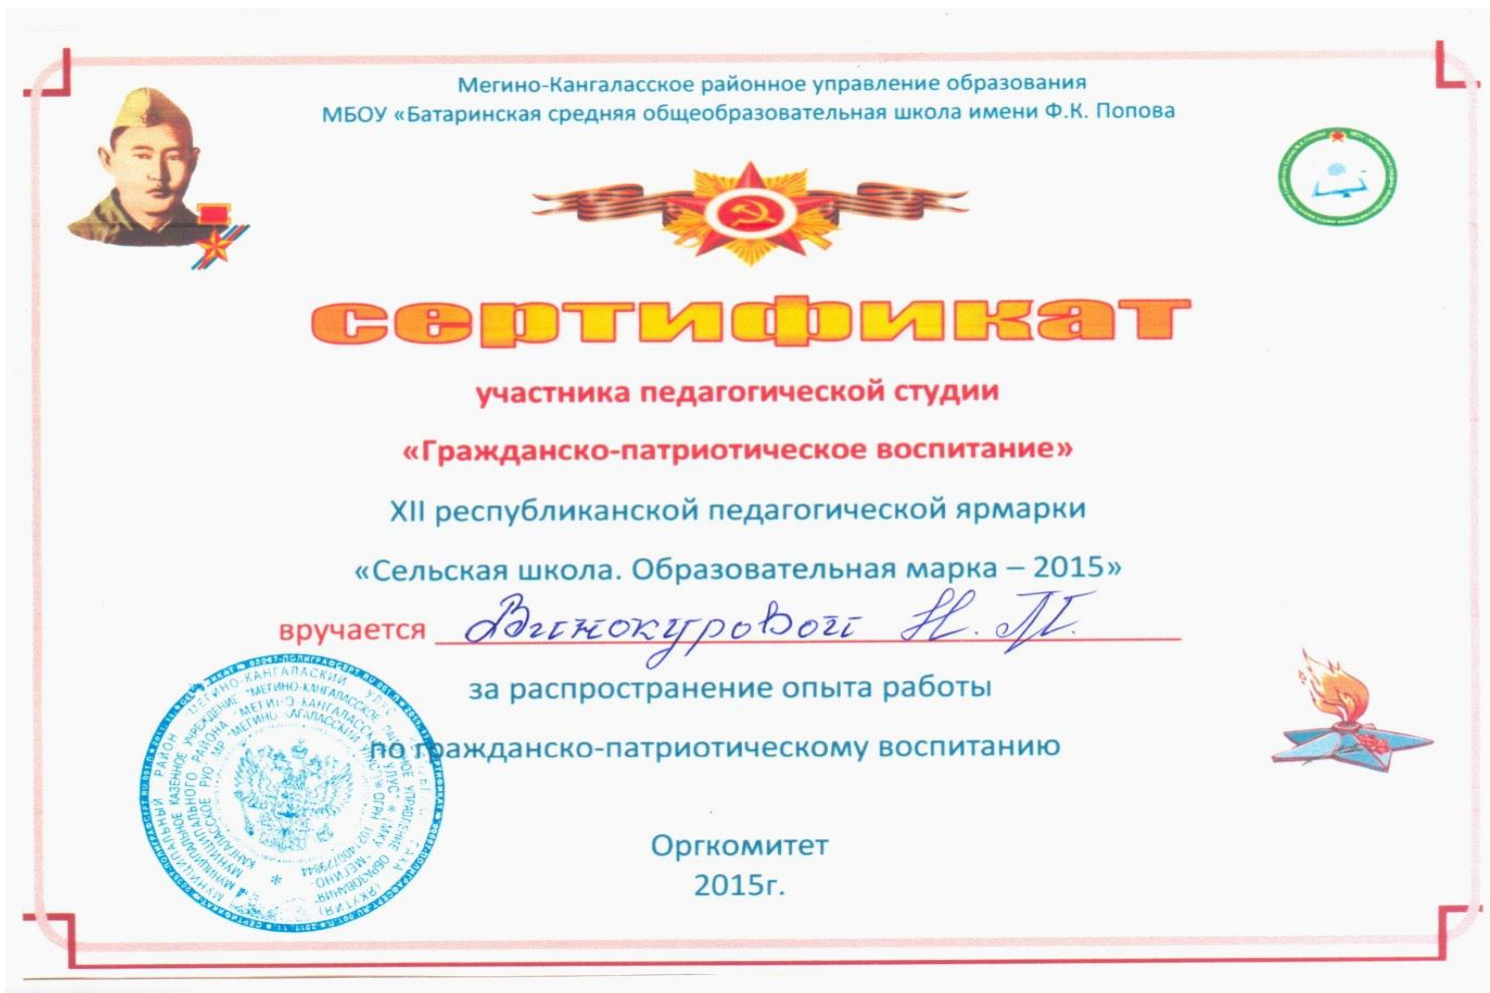 Мегино-Кангаласское районное управление образования
МБОУ «Батаринская средняя общеобразовательная школа имени Ф.К. Попова
сертификат
участника педагогической студии
«Гражданско-патриотическое воспитание»
XII республиканской педагогической ярмарки
«Сельская школа. Образовательная марка – 2015»
вручается Винокуровой Н. М.
за распространение опыта работы
по гражданско-патриотическому воспитанию
Оргкомитет
2015г.